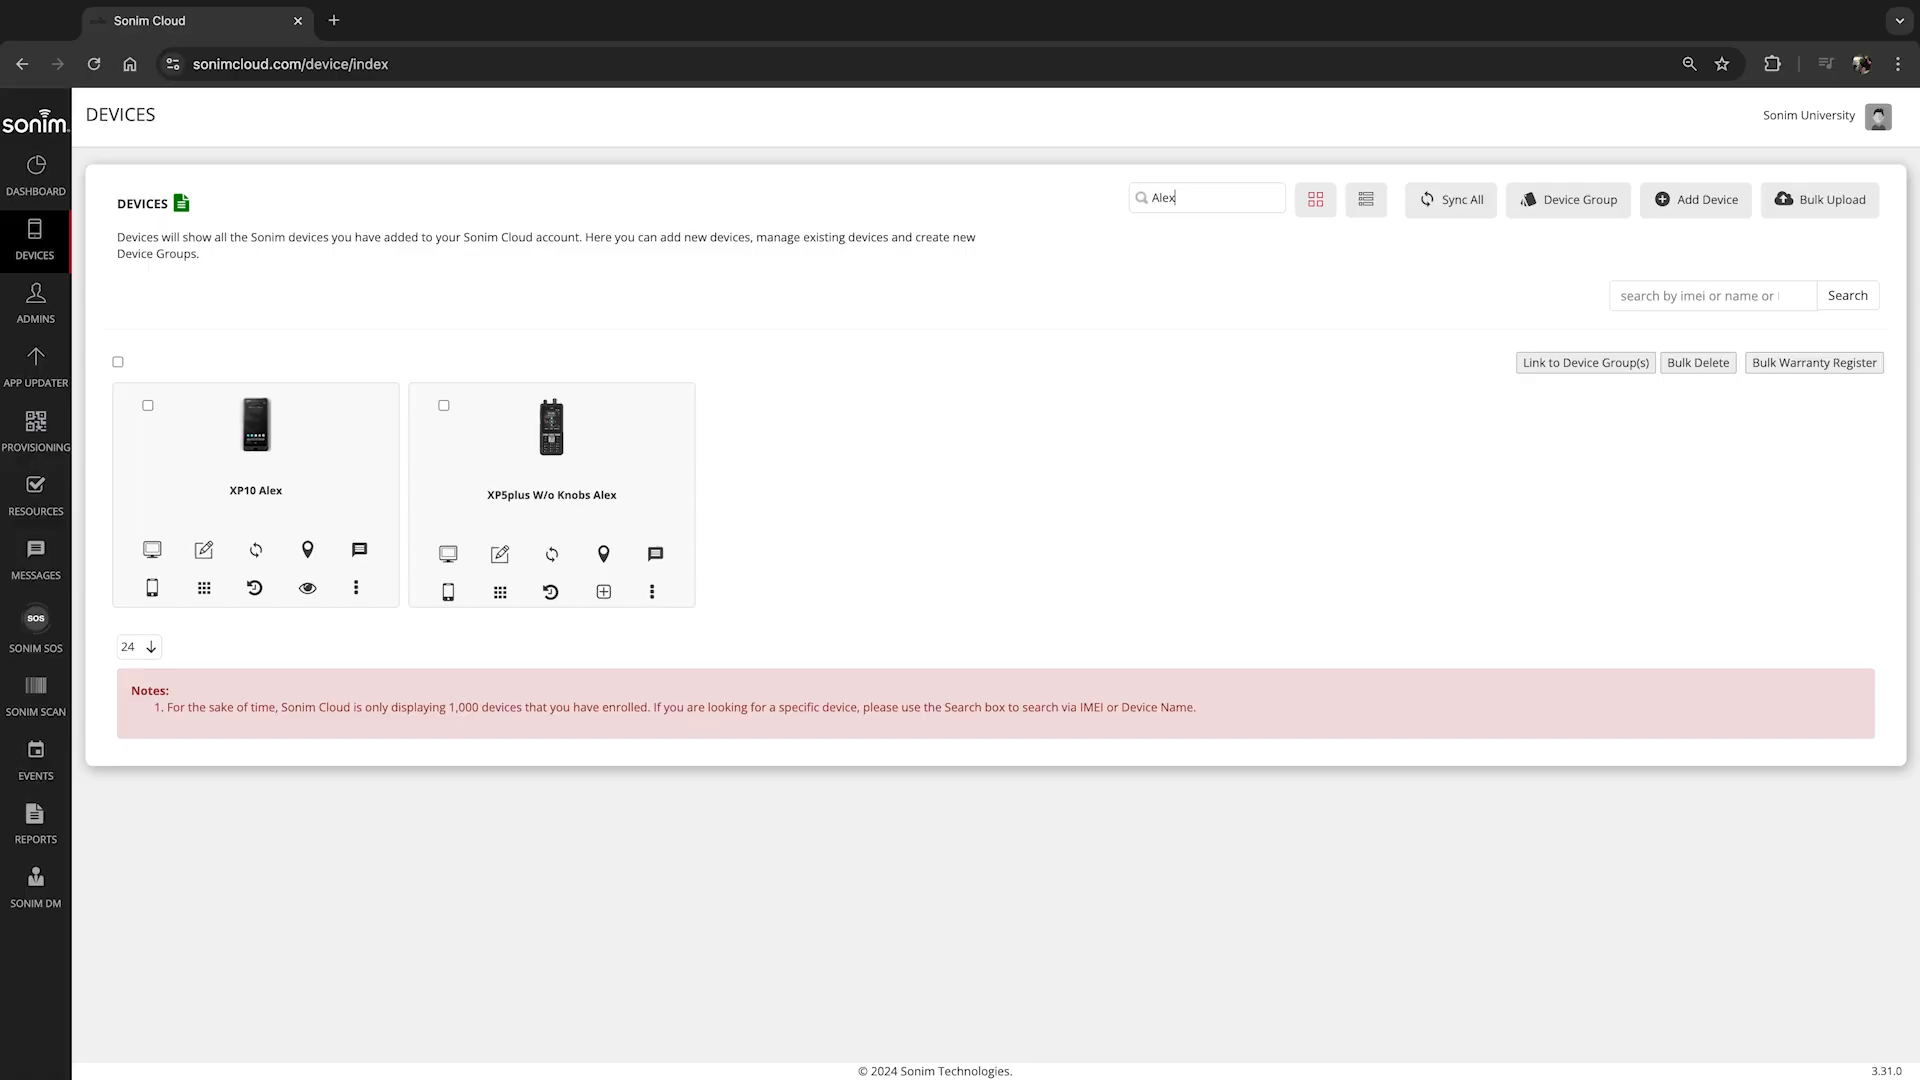 Sonim Cloud
sonimcloud.com/device/index
sonim
DEVICES
Sonim University
DASHBOARD
DEVICES
ADMINS
APP UPDATER
PROVISIONING
RESOURCES
MESSAGES
SOS
SONIM SOS
SONIM SCAN
EVENTS
REPORTS
SONIM DM
DEVICES
Alex
Sync All
Device Group
Add Device
Bulk Upload
Devices will show all the Sonim devices you have added to your Sonim Cloud account. Here you can add new devices, manage existing devices and create new
Device Groups.
search by imei or name or
Search
Link to Device Group(s)
Bulk Delete
Bulk Warranty Register
XP10 Alex
XP5plus W/o Knobs Alex
24
Notes:
1. For the sake of time, Sonim Cloud is only displaying 1,000 devices that you have enrolled. If you are looking for a specific device, please use the Search box to search via IMEI or Device Name.
© 2024 Sonim Technologies.
3.31.0